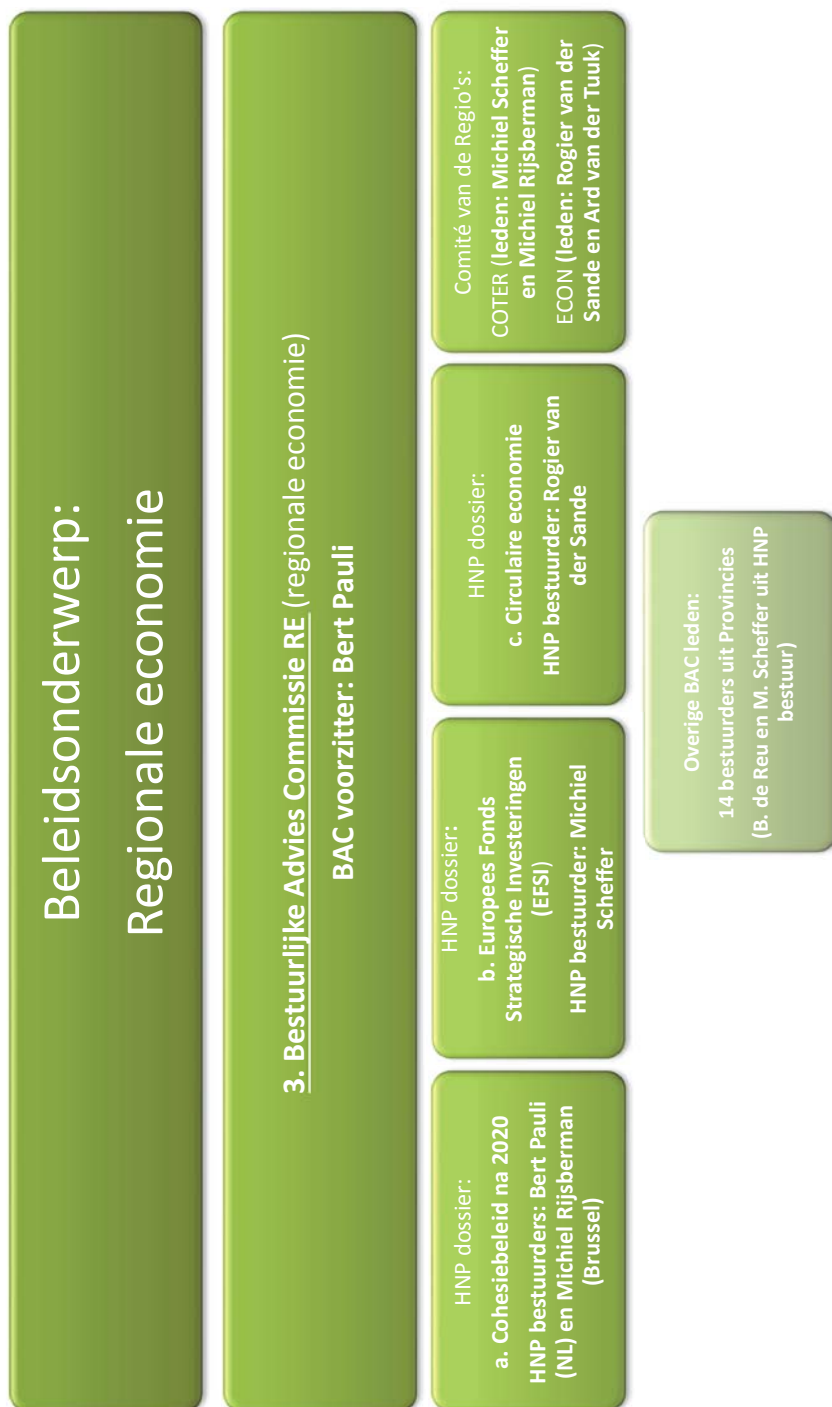 Beleidsonderwerp:
Regionale economie
3. Bestuurlijke Advies Commissie RE (regionale economie)
BAC voorzitter: Bert Pauli
HNP dossier:
a. Cohesiebeleid na 2020
HNP bestuurders: Bert Pauli
(NL) en Michiel Rijsberman
(Brussel)
HNP dossier:
b. Europees Fonds
Strategische Investeringen
(EFSI)
HNP bestuurder: Michiel
Scheffer
HNP dossier:
c. Circulaire economie
HNP bestuurder: Rogier van
der Sande
Comité van de Regio's:
COTER (leden: Michiel Scheffer
en Michiel Rijsberman)
ECON (leden: Rogier van der
Sande en Ard van der Tuuk)
Overige BAC leden:
14 bestuurders uit Provincies
(B. de Reu en M. Scheffer uit HNP
bestuur)